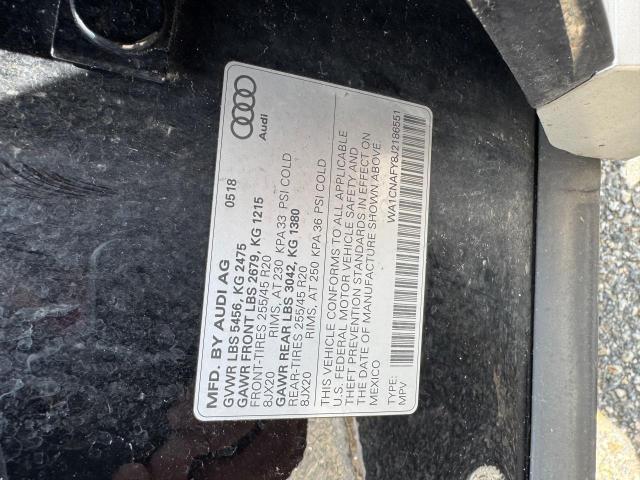 Audi
MFD. BY AUDI AG 0518
GVWR LBS 5456, KG 2475
GAWR FRONT LBS 2679, KG 1215
FRONT-TIRES 255/45 R20
8JX20 RIMS, AT 230 KPA 33 PSI COLD
GAWR REAR LBS 3042, KG 1380
REAR-TIRES 255/45 R20
8JX20 RIMS, AT 250 KPA 36 PSI COLD
THIS VEHICLE CONFORMS TO ALL APPLICABLE
U.S. FEDERAL MOTOR VEHICLE SAFETY AND
THEFT PREVENTION STANDARDS IN EFFECT ON
THE DATE OF MANUFACTURE SHOWN ABOVE.
MEXICO
TYPE: WA1CNAFY8J2186551
MPV